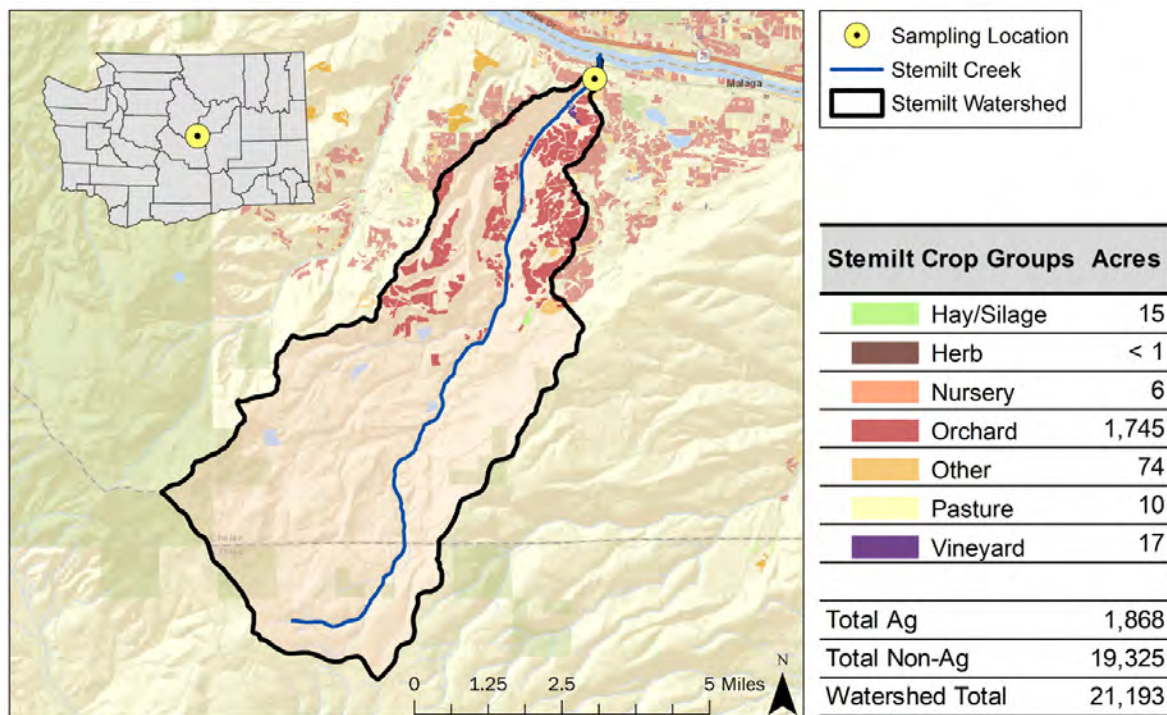 Malaga
0 1.25 2.5 5 Miles
N
Sampling Location
Stemilt Creek
Stemilt Watershed
Stemilt Crop Groups Acres
Hay/Silage 15
Herb < 1
Nursery 6
Orchard 1,745
Other 74
Pasture 10
Vineyard 17
Total Ag 1,868
Total Non-Ag 19,325
Watershed Total 21,193